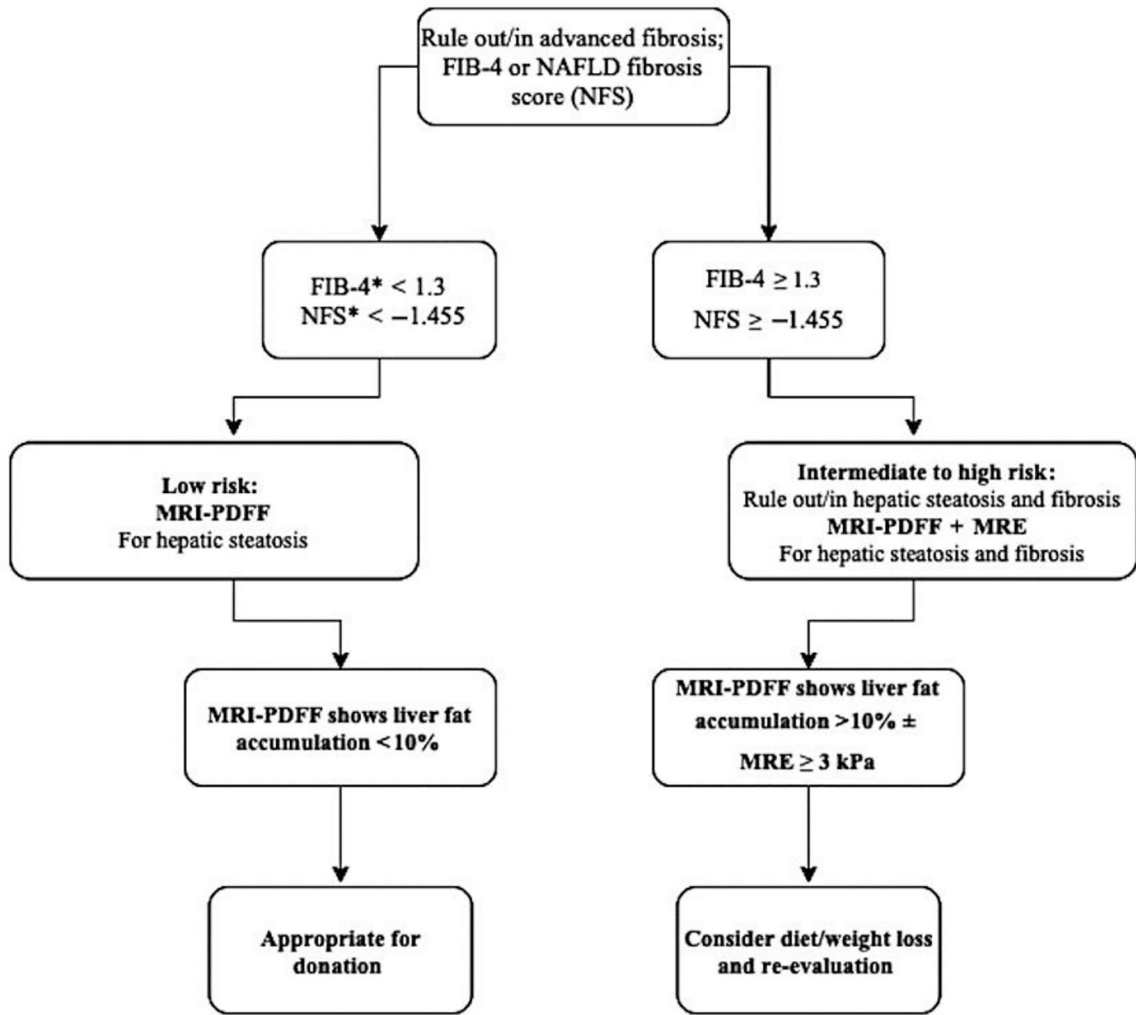 Rule out/in advanced fibrosis;
FIB-4 or NAFLD fibrosis
score (NFS)
FIB-4* < 1.3
NFS* < −1.455
FIB-4 ≥ 1.3
NFS ≥ −1.455
Low risk:
MRI-PDFF
For hepatic steatosis
Intermediate to high risk:
Rule out/in hepatic steatosis and fibrosis
MRI-PDFF + MRE
For hepatic steatosis and fibrosis
MRI-PDFF shows liver fat
accumulation <10%
MRI-PDFF shows liver fat
accumulation >10% ±
MRE ≥ 3 kPa
Appropriate for
donation
Consider diet/weight loss
and re-evaluation